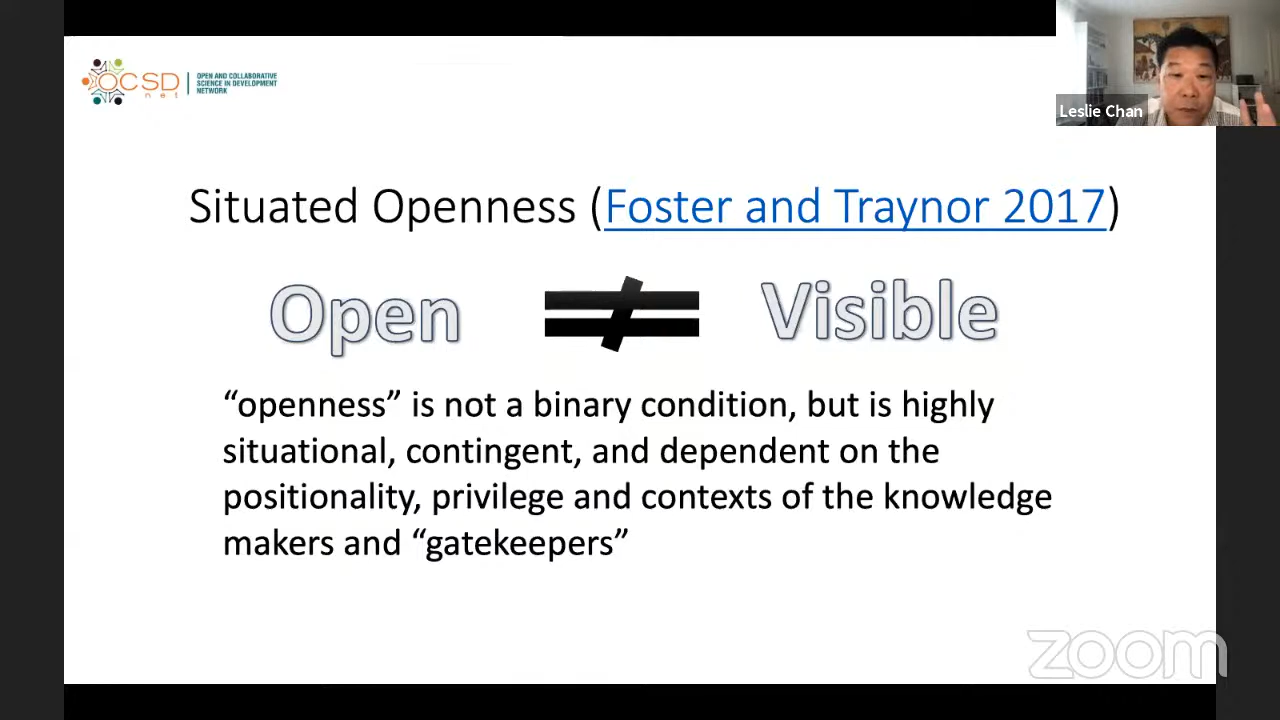 OCSD
net
OPEN AND COLLABORATIVE
SCIENCE IN DEVELOPMENT
NETWORK
Leslie Chan
Situated Openness (Foster and Traynor 2017)
Open ≠ Visible
“openness” is not a binary condition, but is highly
situational, contingent, and dependent on the
positionality, privilege and contexts of the knowledge
makers and “gatekeepers”
zoom